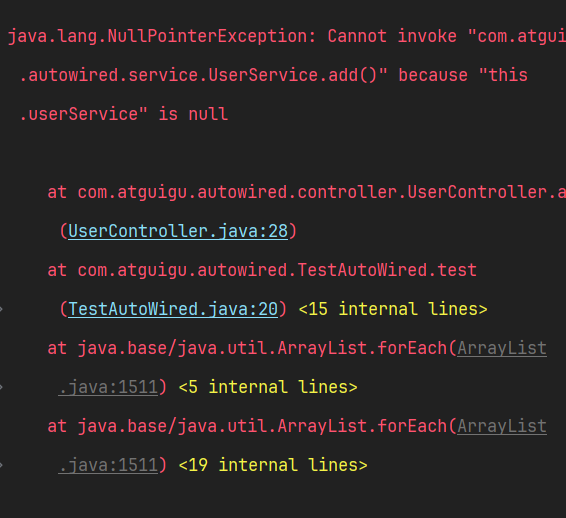 java.lang.NullPointerException: Cannot invoke "com.atgui
.autowired.service.UserService.add()" because "this
.userService" is null
at com.atguigu.autowired.controller.UserController.a
(UserController.java:28)
at com.atguigu.autowired.TestAutoWired.test
(TestAutoWired.java:20) <15 internal lines>
at java.base/java.util.ArrayList.forEach(ArrayList
.java:1511) <5 internal lines>
at java.base/java.util.ArrayList.forEach(ArrayList
.java:1511) <19 internal lines>